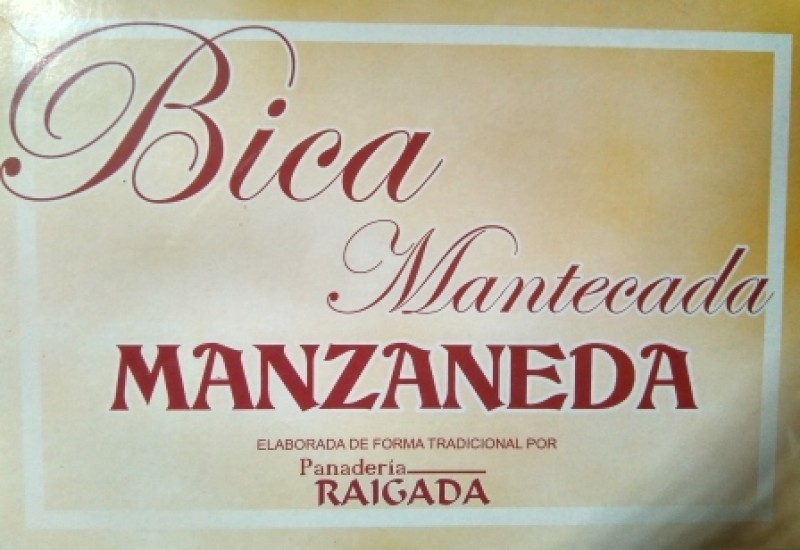 Bica
Mantecada
MANZANEDA
ELABORADA DE FORMA TRADICIONAL POR
Panadería
RAIGADA